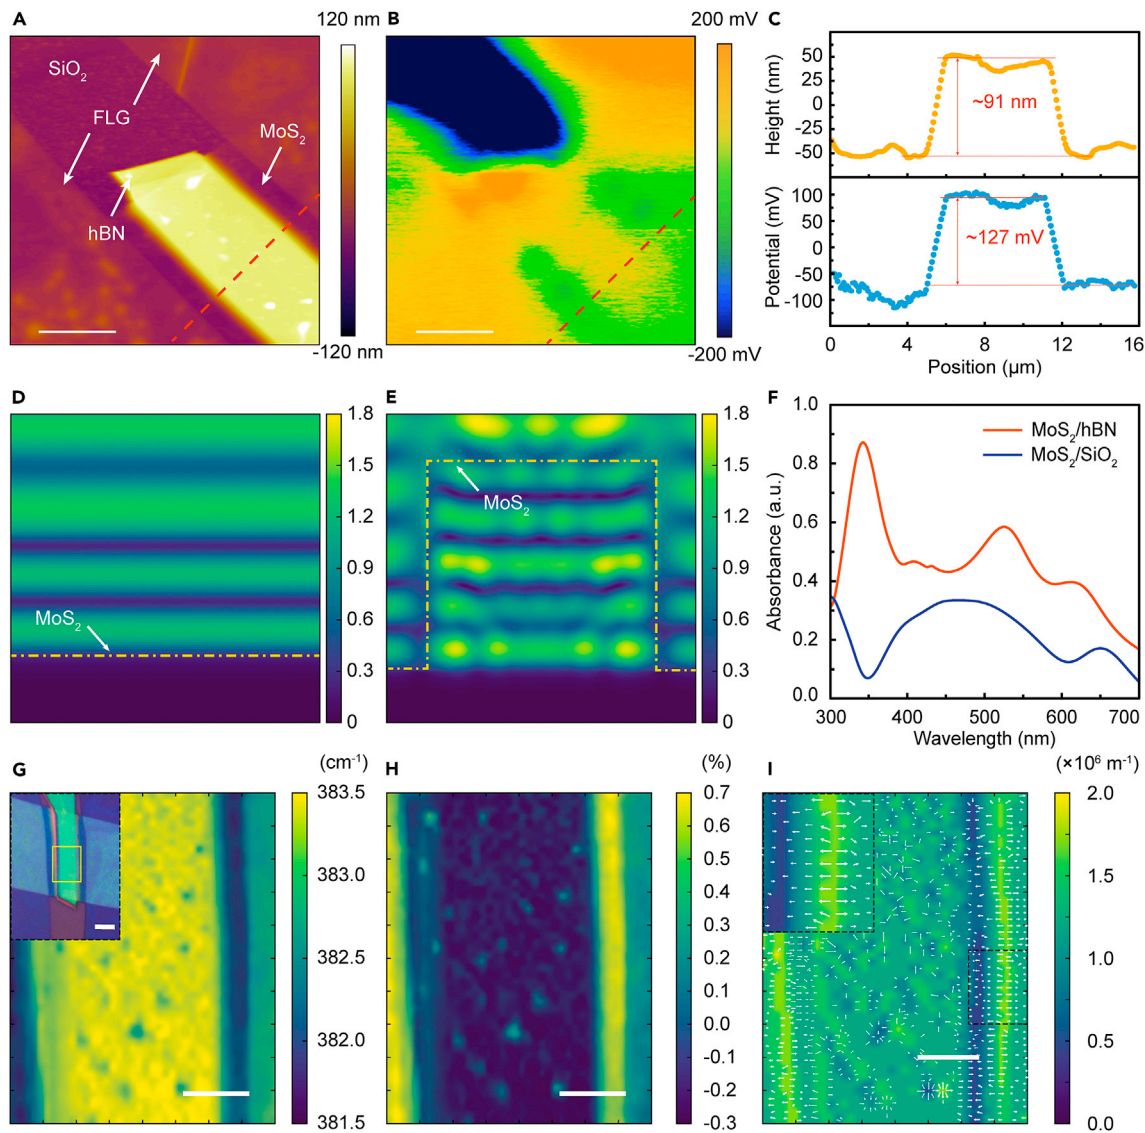 A
120 nm
SiO2
FLG
MoS2
hBN
-120 nm
B
200 mV
-200 mV
C
Height (nm)
50
25
0
-25
-50
~91 nm
Potential (mV)
100
50
0
-50
-100
~127 mV
0
4
8
12
16
Position (μm)
D
MoS2
1.8
1.5
1.2
0.9
0.6
0.3
0
E
MoS2
1.8
1.5
1.2
0.9
0.6
0.3
0
F
Absorbance (a.u.)
1.0
0.8
0.6
0.4
0.2
0.0
MoS2/hBN
MoS2/SiO2
300
400
500
600
700
Wavelength (nm)
G
(cm-1)
383.5
383.0
382.5
382.0
381.5
H
(%)
0.7
0.6
0.5
0.4
0.3
0.2
0.1
0.0
-0.1
-0.2
-0.3
I
(×10⁶ m-1)
2.0
1.5
1.0
0.5
0.0